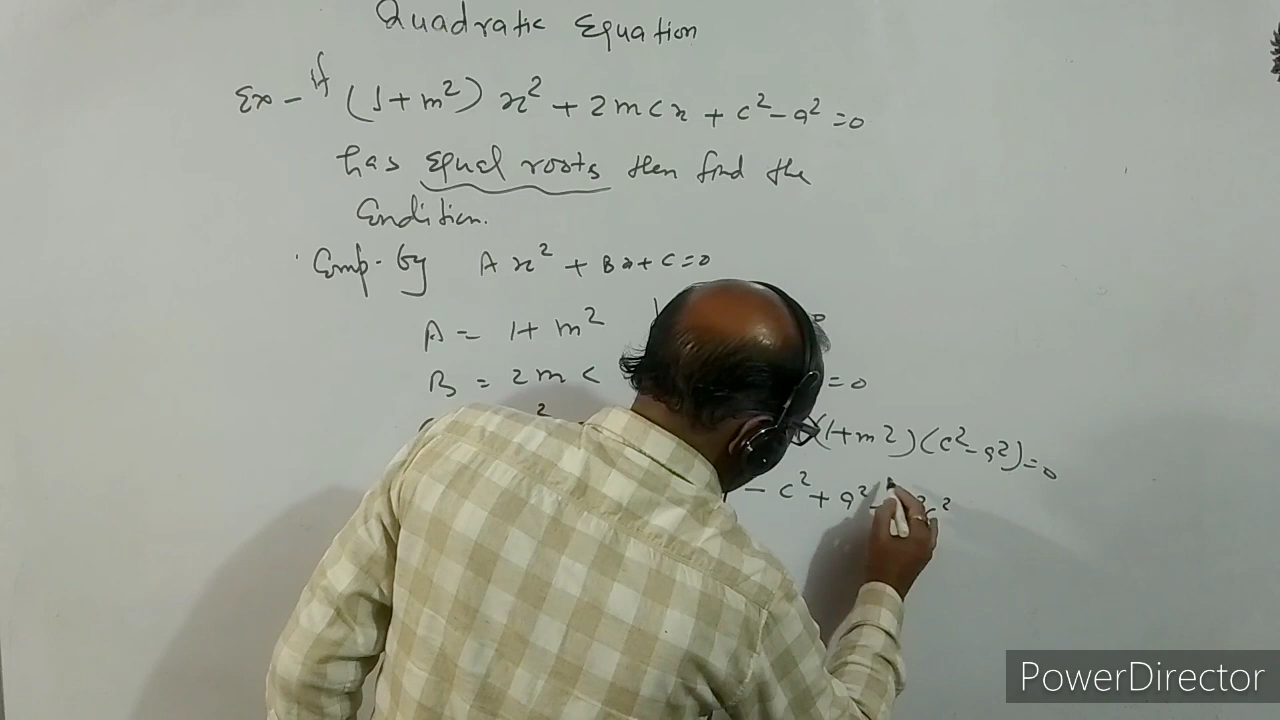 Quadratic Equation
Ex - If (1+m²) x² + 2mcx + c² - a² = 0
has equal roots then find the
Condition.
Comp. by Ax² + Bx + C = 0
A = 1 + m²
B = 2mc = 0
(1+m²)(c²-a²) = 0
- c² + a²
PowerDirector